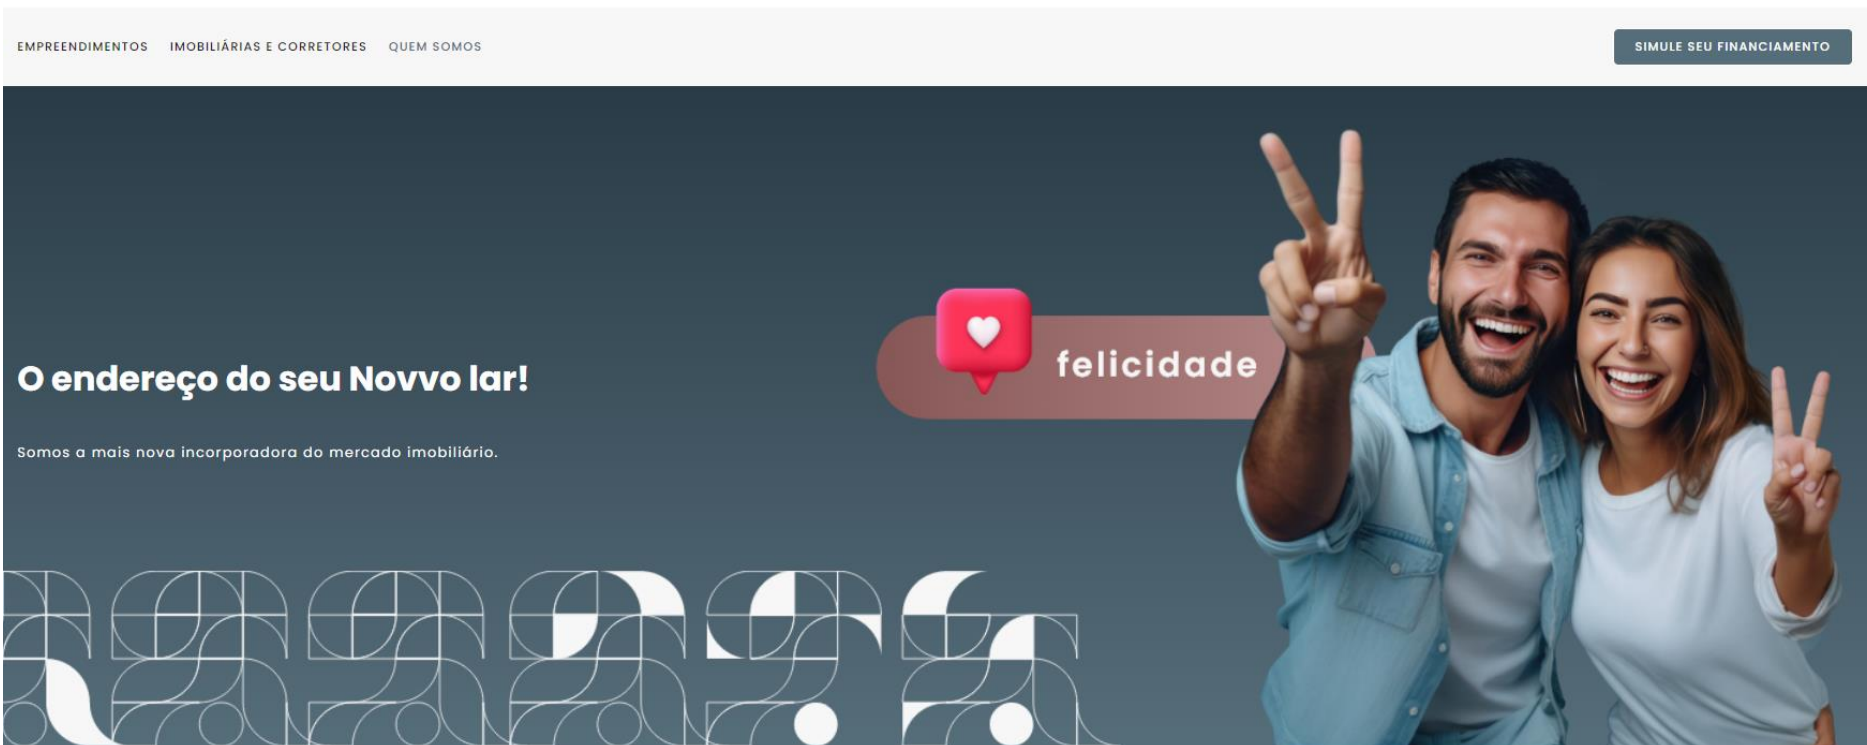 EMPREENDIMENTOS IMOBILIÁRIAS E CORRETORES QUEM SOMOS SIMULE SEU FINANCIAMENTO
felicidade
O endereço do seu Novvo lar!
Somos a mais nova incorporadora do mercado imobiliário.